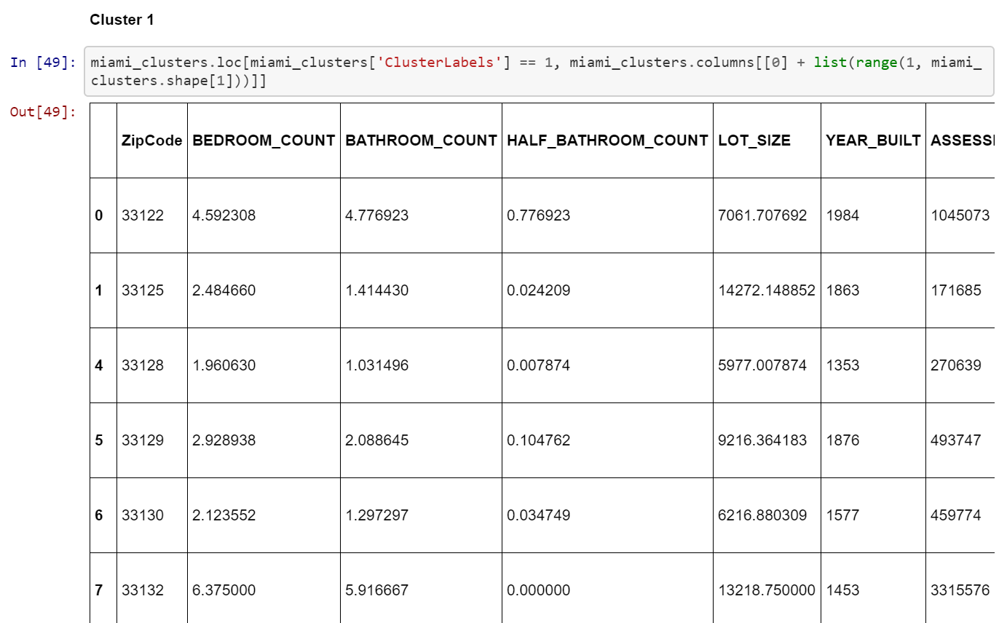 Cluster 1
In [49]: miami_clusters.loc[miami_clusters['ClusterLabels'] == 1, miami_clusters.columns[[0] + list(range(1, miami_
clusters.shape[1]))]]
Out[49]:
ZipCode BEDROOM_COUNT BATHROOM_COUNT HALF_BATHROOM_COUNT LOT_SIZE YEAR_BUILT
0 33122 4.592308 4.776923 0.776923 7061.707692 1984 1045073
1 33125 2.484660 1.414430 0.024209 14272.148852 1863 171685
4 33128 1.960630 1.031496 0.007874 5977.007874 1353 270639
5 33129 2.928938 2.088645 0.104762 9216.364183 1876 493747
6 33130 2.123552 1.297297 0.034749 6216.880309 1577 459774
7 33132 6.375000 5.916667 0.000000 13218.750000 1453 3315576